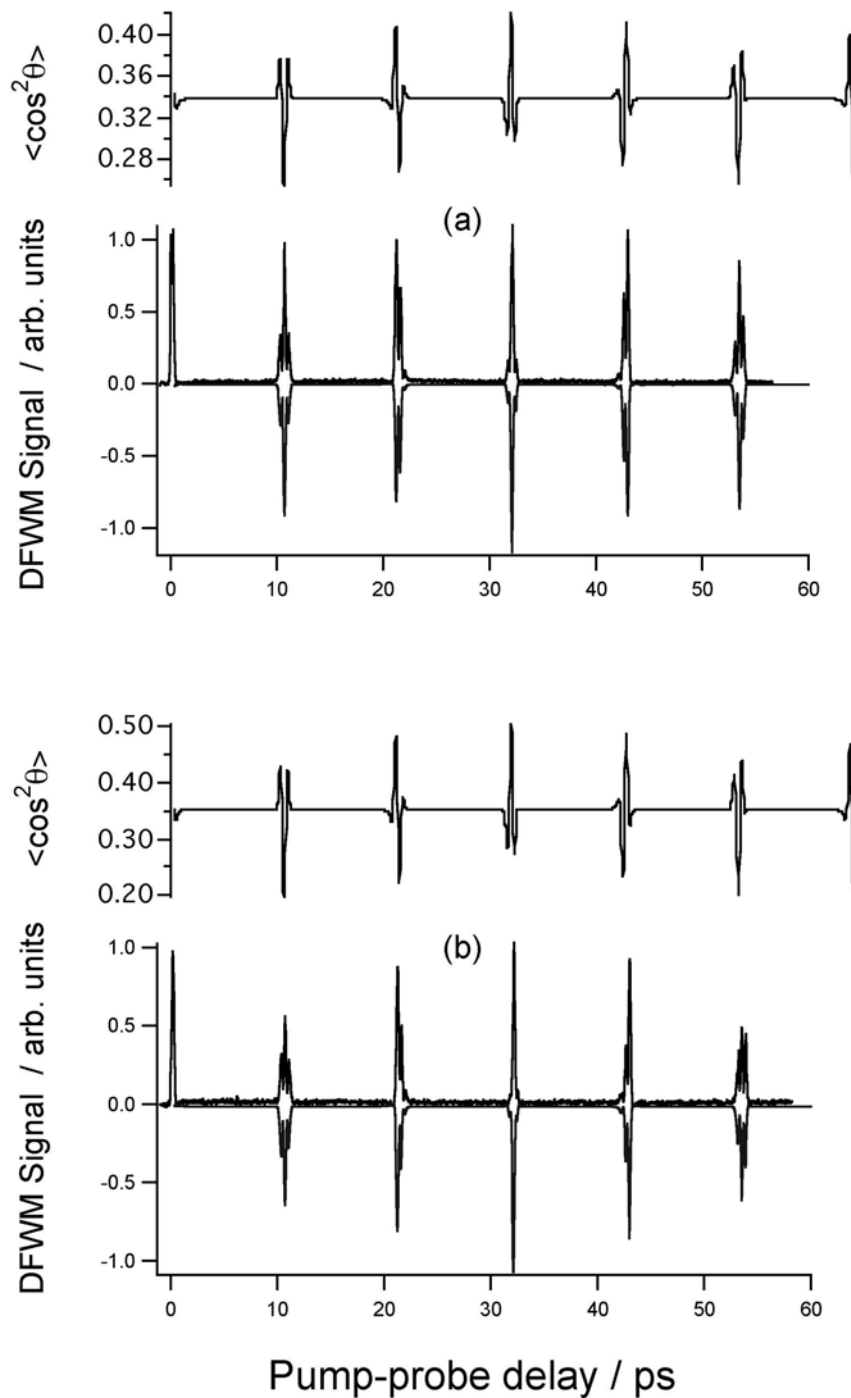 <cos²θ>
0.40
0.36
0.32
0.28
(a)
DFWM Signal / arb. units
1.0
0.5
0.0
-0.5
-1.0
0 10 20 30 40 50 60
<cos²θ>
0.50
0.40
0.30
0.20
(b)
DFWM Signal / arb. units
1.0
0.5
0.0
-0.5
-1.0
0 10 20 30 40 50 60
Pump-probe delay / ps